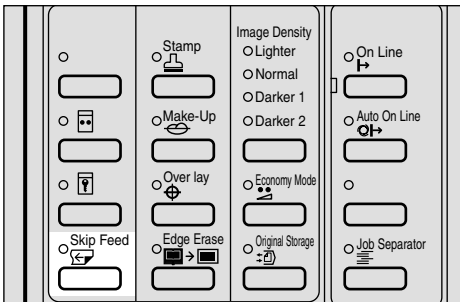 Image Density
Stamp
Lighter
On Line
Normal
Darker 1
Make-Up
Darker 2
Auto On Line
Over lay
Economy Mode
Skip Feed
Edge Erase
Original Storage
Job Separator